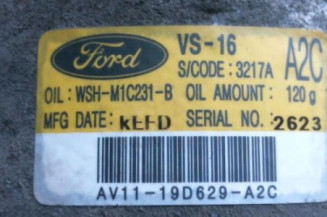 Ford VS-16 A2C
S/CODE : 3217A
OIL : WSH-M1C231-B OIL AMOUNT : 120g
MFG DATE: KEFD SERIAL NO. : 2623
AV11-19D629-A2C